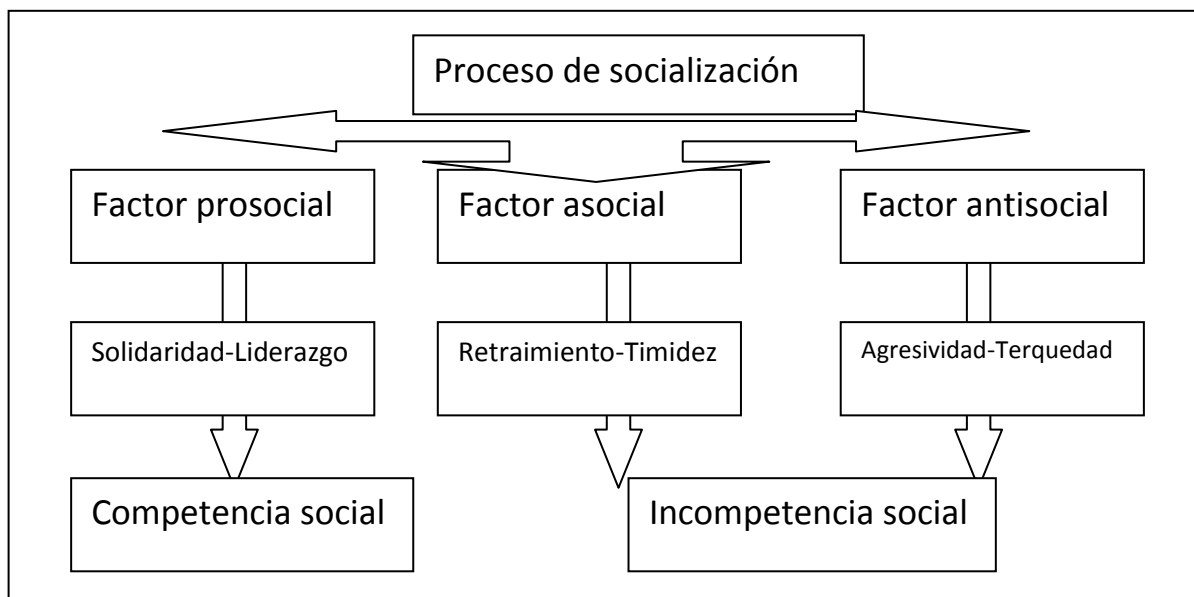 Proceso de socialización
Factor prosocial
Factor asocial
Factor antisocial
Solidaridad-Liderazgo
Retraimiento-Timidez
Agresividad-Terquedad
Competencia social
Incompetencia social